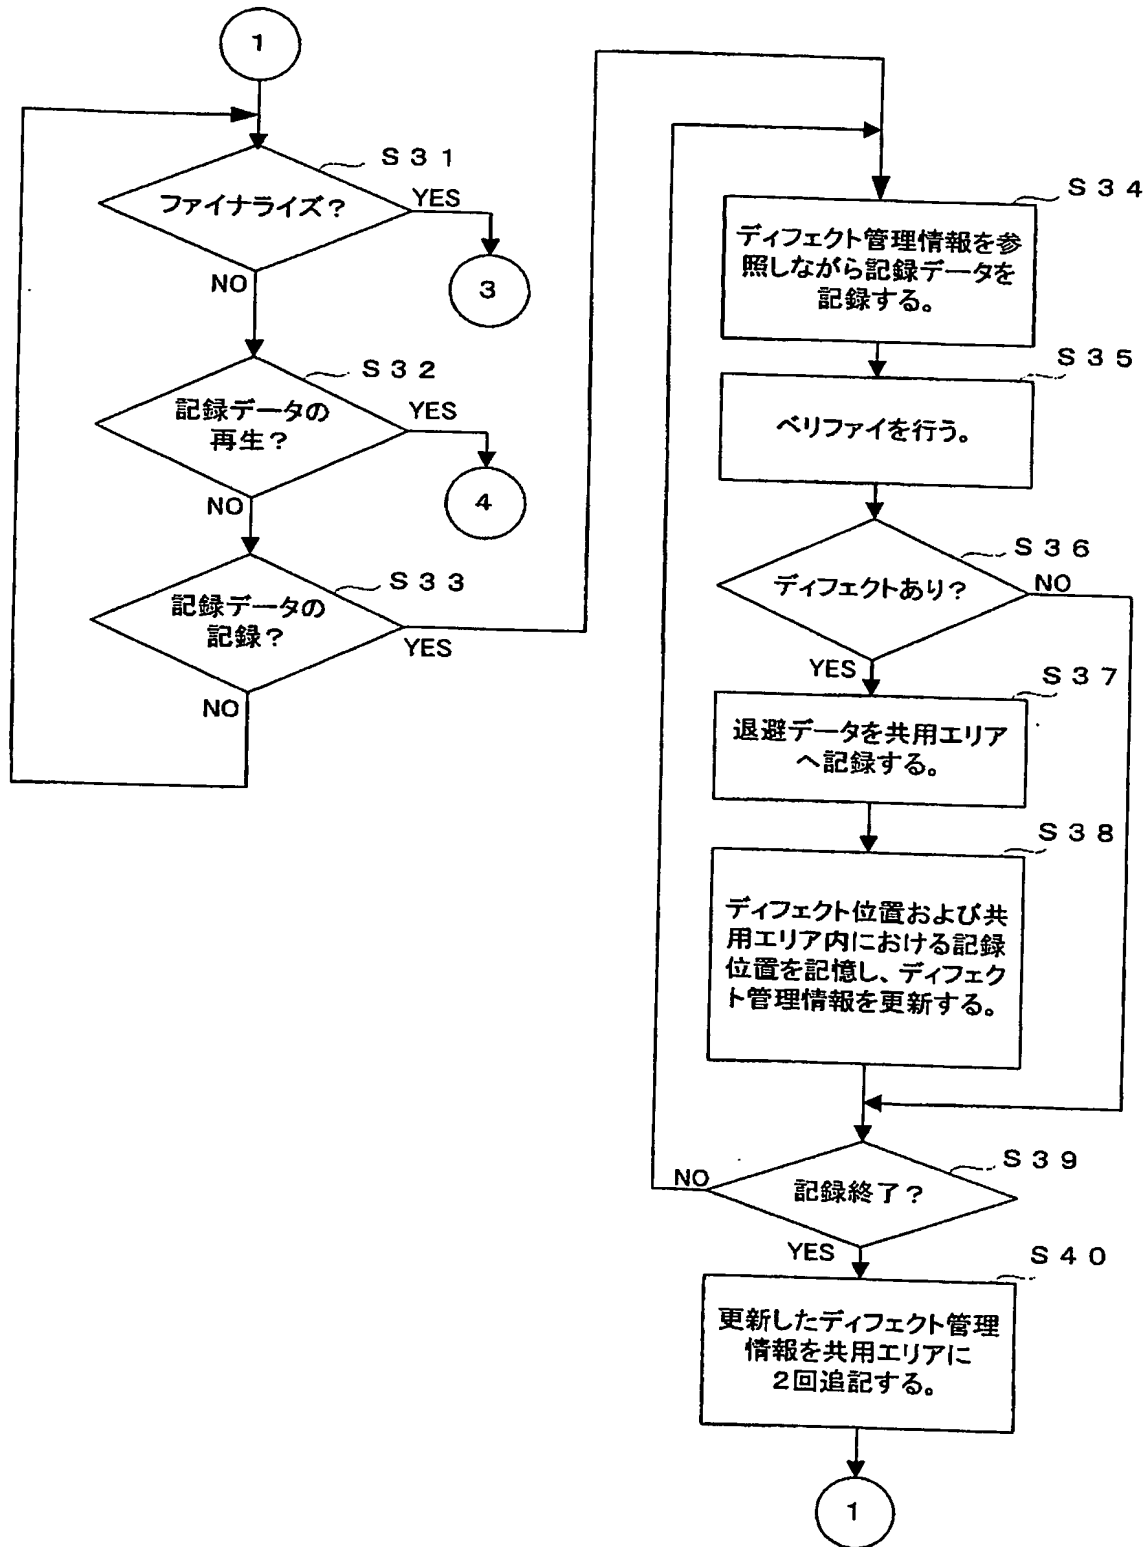 1
S31
ファイナライズ?
YES
NO
3
S32
記録データの
再生?
YES
NO
4
S33
記録データの
記録?
YES
NO
S34
ディフェクト管理情報を参
照しながら記録データを
記録する。
S35
ベリファイを行う。
S36
ディフェクトあり?
NO
YES
S37
退避データを共用エリア
へ記録する。
S38
ディフェクト位置および共
用エリア内における記録
位置を記憶し、ディフェク
ト管理情報を更新する。
S39
記録終了?
NO
YES
S40
更新したディフェクト管理
情報を共用エリアに
2回追記する。
1